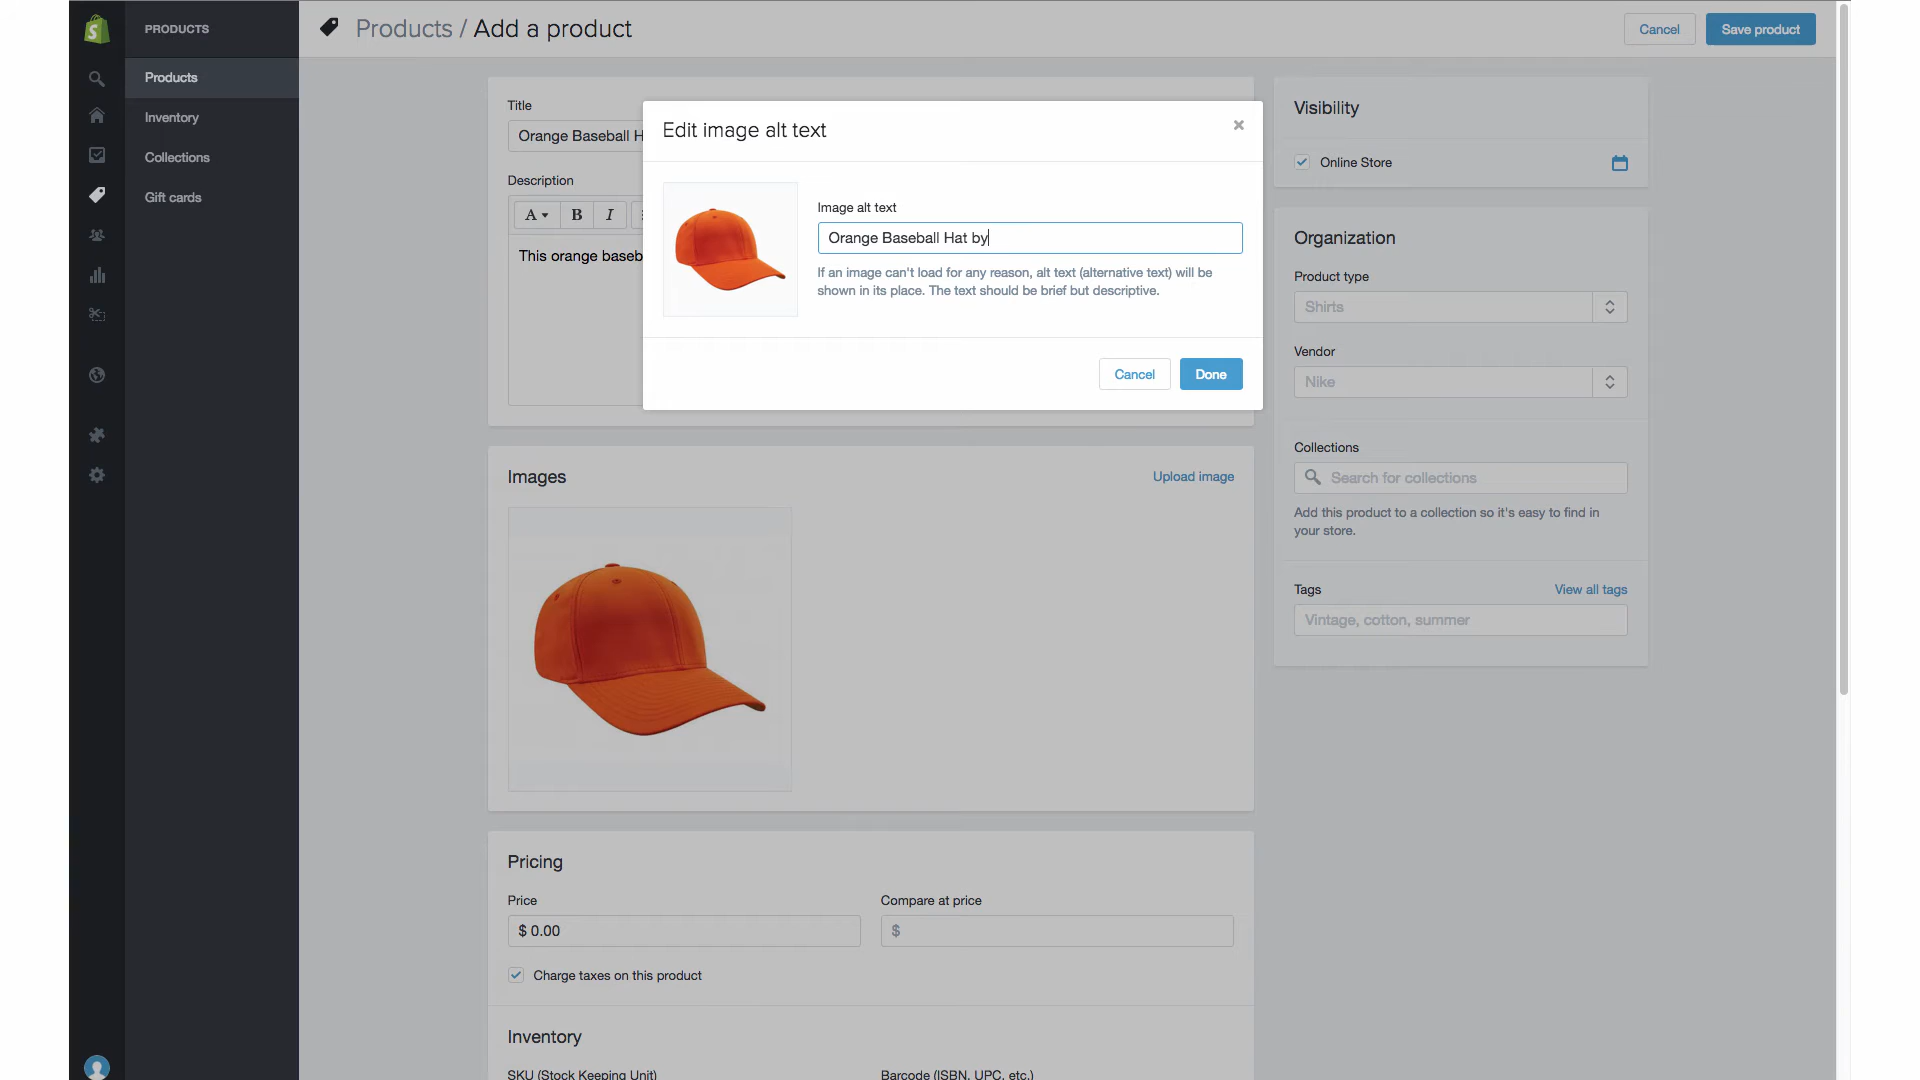 PRODUCTS
Products / Add a product
Cancel
Save product
Products
Inventory
Collections
Gift cards
Title
Orange Baseball H
Description
A
B
I
This orange baseb
Edit image alt text
×
Image alt text
Orange Baseball Hat by
If an image can't load for any reason, alt text (alternative text) will be
shown in its place. The text should be brief but descriptive.
Cancel
Done
Images
Upload image
Pricing
Price
Compare at price
$ 0.00
$
Charge taxes on this product
Inventory
SKU (Stock Keeping Unit)
Barcode (ISBN, UPC, etc.)
Visibility
Online Store
Organization
Product type
Shirts
Vendor
Nike
Collections
Search for collections
Add this product to a collection so it's easy to find in
your store.
Tags
View all tags
Vintage, cotton, summer